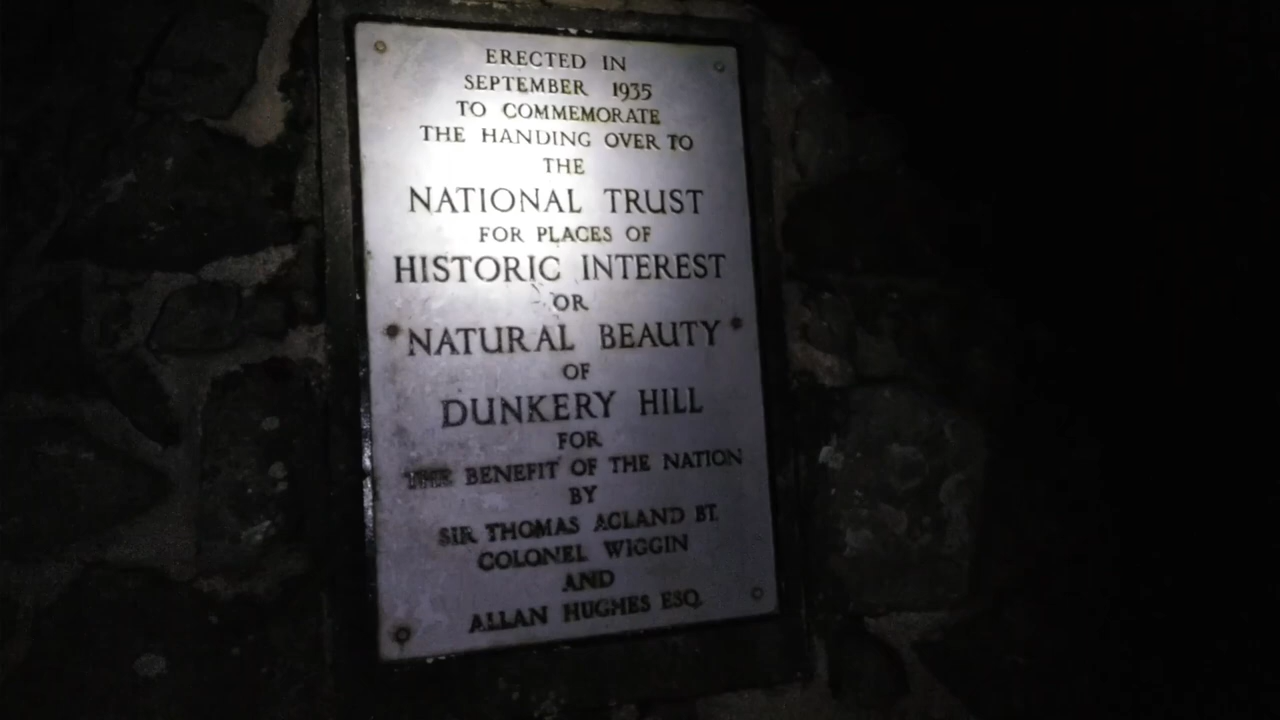 ERECTED IN
SEPTEMBER 1935
TO COMMEMORATE
THE HANDING OVER TO
THE
NATIONAL TRUST
FOR PLACES OF
HISTORIC INTEREST
OR
NATURAL BEAUTY
OF
DUNKERY HILL
FOR
THE BENEFIT OF THE NATION
BY
SIR THOMAS ACLAND BT.
COLONEL WIGGIN
AND
ALLAN HUGHES ESQ.